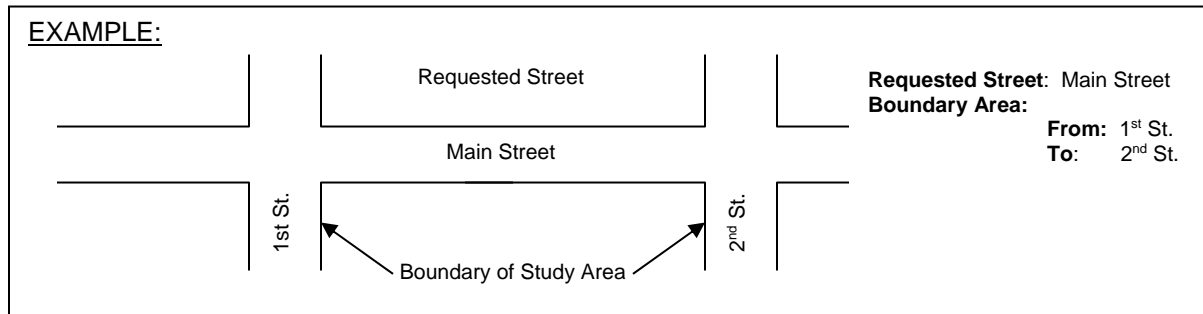 EXAMPLE:
Requested Street
Main Street
1st St.
2nd St.
Boundary of Study Area
Requested Street: Main Street
Boundary Area:
From: 1st St.
To: 2nd St.